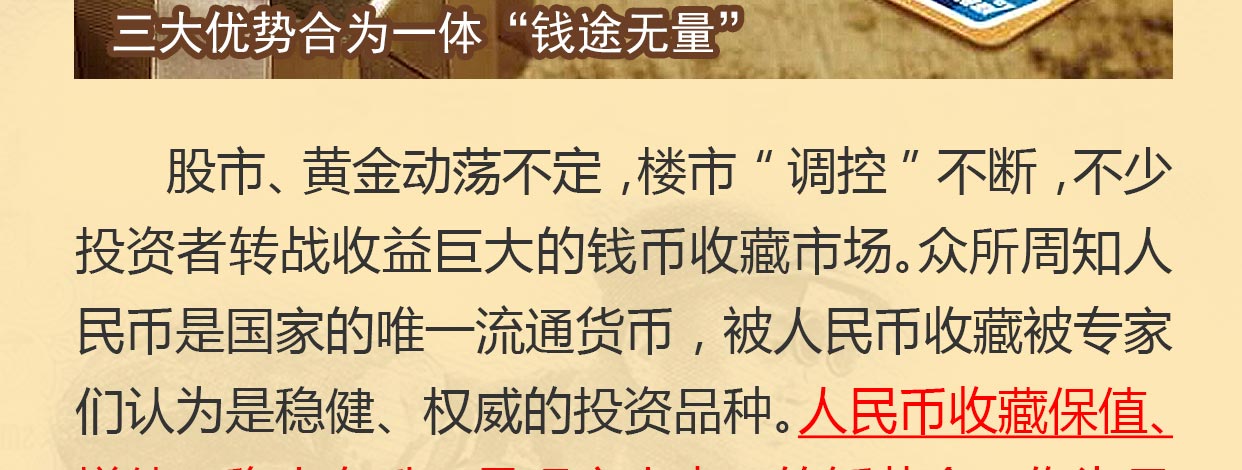 三大优势合为一体“钱途无量”
股市、黄金动荡不定,楼市“调控”不断,不少
投资者转战收益巨大的钱币收藏市场。众所周知人
民币是国家的唯一流通货币,被人民币收藏被专家
们认为是稳健、权威的投资品种。人民币收藏保值、